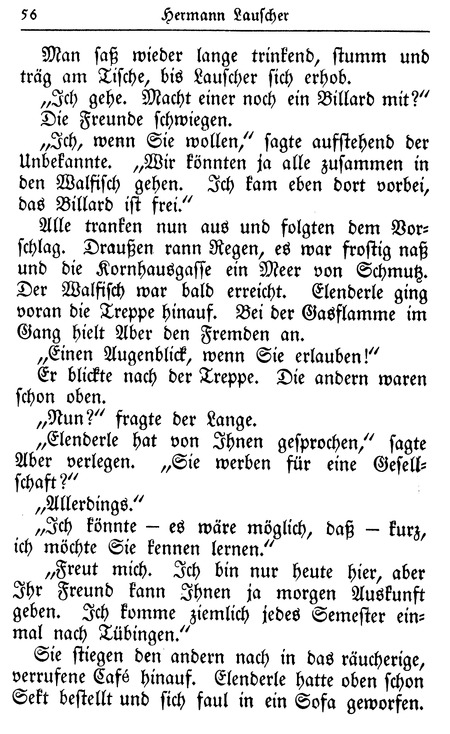 56 Hermann Lauscher
Man saß wieder lange trinkend, stumm und
träg am Tische, bis Lauscher sich erhob.
„Ich gehe. Macht einer noch ein Billard mit?“
Die Freunde schwiegen.
„Ich, wenn Sie wollen,“ sagte aufstehend der
Unbekannte. „Wir könnten ja alle zusammen in
den Walfisch gehen. Ich kam eben dort vorbei,
das Billard ist frei.“
Alle tranken nun aus und folgten dem Vor-
schlag. Draußen rann Regen, es war frostig naß
und die Kornhausgasse ein Meer von Schmutz.
Der Walfisch war bald erreicht. Elenderle ging
voran die Treppe hinauf. Bei der Gasflamme im
Gang hielt Aber den Fremden an.
„Einen Augenblick, wenn Sie erlauben!“
Er blickte nach der Treppe. Die andern waren
schon oben.
„Nun?“ fragte der Lange.
„Elenderle hat von Ihnen gesprochen,“ sagte
Aber verlegen. „Sie werben für eine Gesell-
schaft?“
„Allerdings.“
„Ich könnte — es wäre möglich, daß — kurz,
ich möchte Sie kennen lernen.“
„Freut mich. Ich bin nur heute hier, aber
Ihr Freund kann Ihnen ja morgen Auskunft
geben. Ich komme ziemlich jedes Semester ein-
mal nach Tübingen.“
Sie stiegen den andern nach in das räucherige,
verrufene Café hinauf. Elenderle hatte oben schon
Sekt bestellt und sich faul in ein Sofa geworfen.